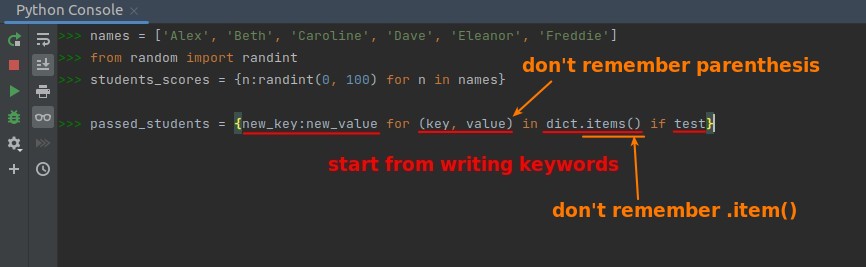 Python Console ×
>>> names = ['Alex', 'Beth', 'Caroline', 'Dave', 'Eleanor', 'Freddie']
>>> from random import randint
>>> students_scores = {n:randint(0, 100) for n in names}
don't remember parenthesis
>>> passed_students = {new_key:new_value for (key, value) in dict.items() if test}
start from writing keywords
don't remember .item()